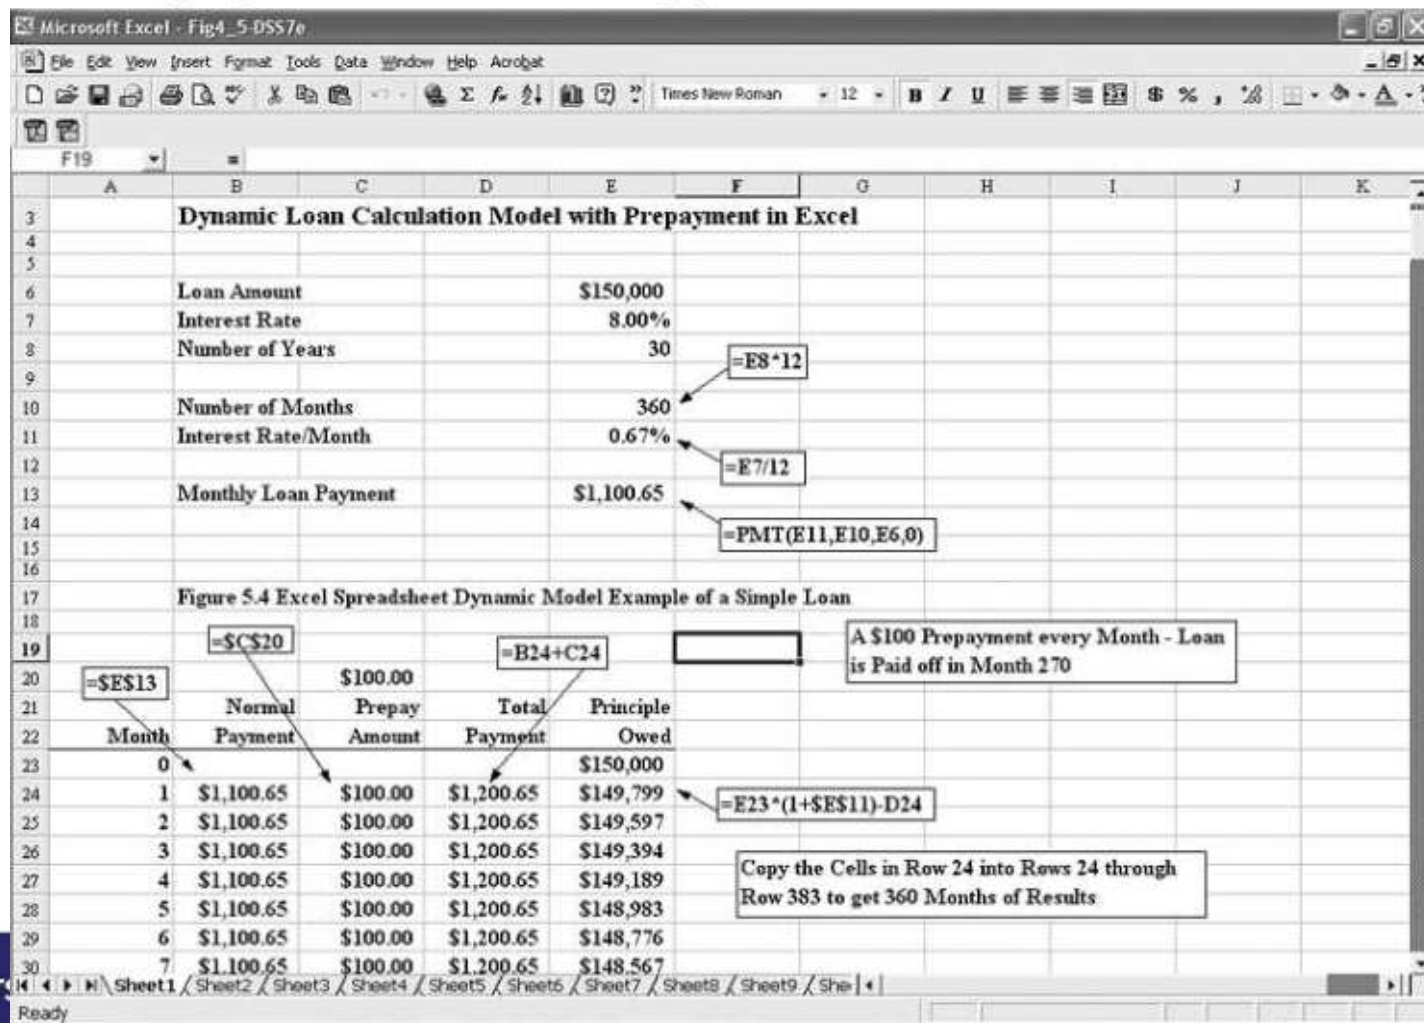 Microsoft Excel - Fig4_5-DSS7e
File Edit View Insert Format Tools Data Window Help Acrobat
Times New Roman 12 B I U $ % ,
F19 =
A B C D E F G H I J K
3 Dynamic Loan Calculation Model with Prepayment in Excel
4
5
6 Loan Amount $150,000
7 Interest Rate 8.00%
8 Number of Years 30
=E8*12
9
10 Number of Months 360
11 Interest Rate/Month 0.67%
12 =E7/12
13 Monthly Loan Payment $1,100.65
14
=PMT(E11,E10,E6,0)
15
16
17 Figure 5.4 Excel Spreadsheet Dynamic Model Example of a Simple Loan
18
=$C$20
=B24+C24
A $100 Prepayment every Month - Loan
is Paid off in Month 270
19
20 =$E$13 $100.00
21 Normal Prepay Total Principle
22 Month Payment Amount Payment Owed
23 0 $150,000
24 1 $1,100.65 $100.00 $1,200.65 $149,799
=E23*(1+$E$11)-D24
25 2 $1,100.65 $100.00 $1,200.65 $149,597
26 3 $1,100.65 $100.00 $1,200.65 $149,394
Copy the Cells in Row 24 into Rows 24 through
Row 383 to get 360 Months of Results
27 4 $1,100.65 $100.00 $1,200.65 $149,189
28 5 $1,100.65 $100.00 $1,200.65 $148,983
29 6 $1,100.65 $100.00 $1,200.65 $148,776
30 7 $1,100.65 $100.00 $1,200.65 $148,567
Sheet1 Sheet2 Sheet3 Sheet4 Sheet5 Sheet6 Sheet7 Sheet8 Sheet9 She
Ready